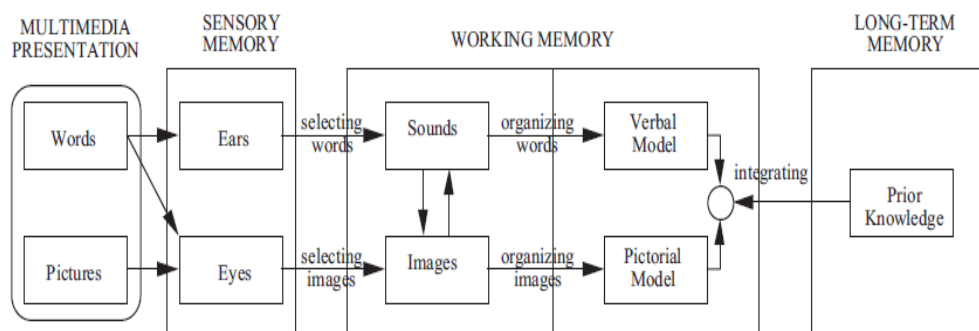 MULTIMEDIA
PRESENTATION
SENSORY
MEMORY
WORKING MEMORY
LONG-TERM
MEMORY
Words
Ears
selecting
words
Sounds
organizing
words
Verbal
Model
integrating
Prior
Knowledge
Pictures
Eyes
selecting
images
Images
organizing
images
Pictorial
Model